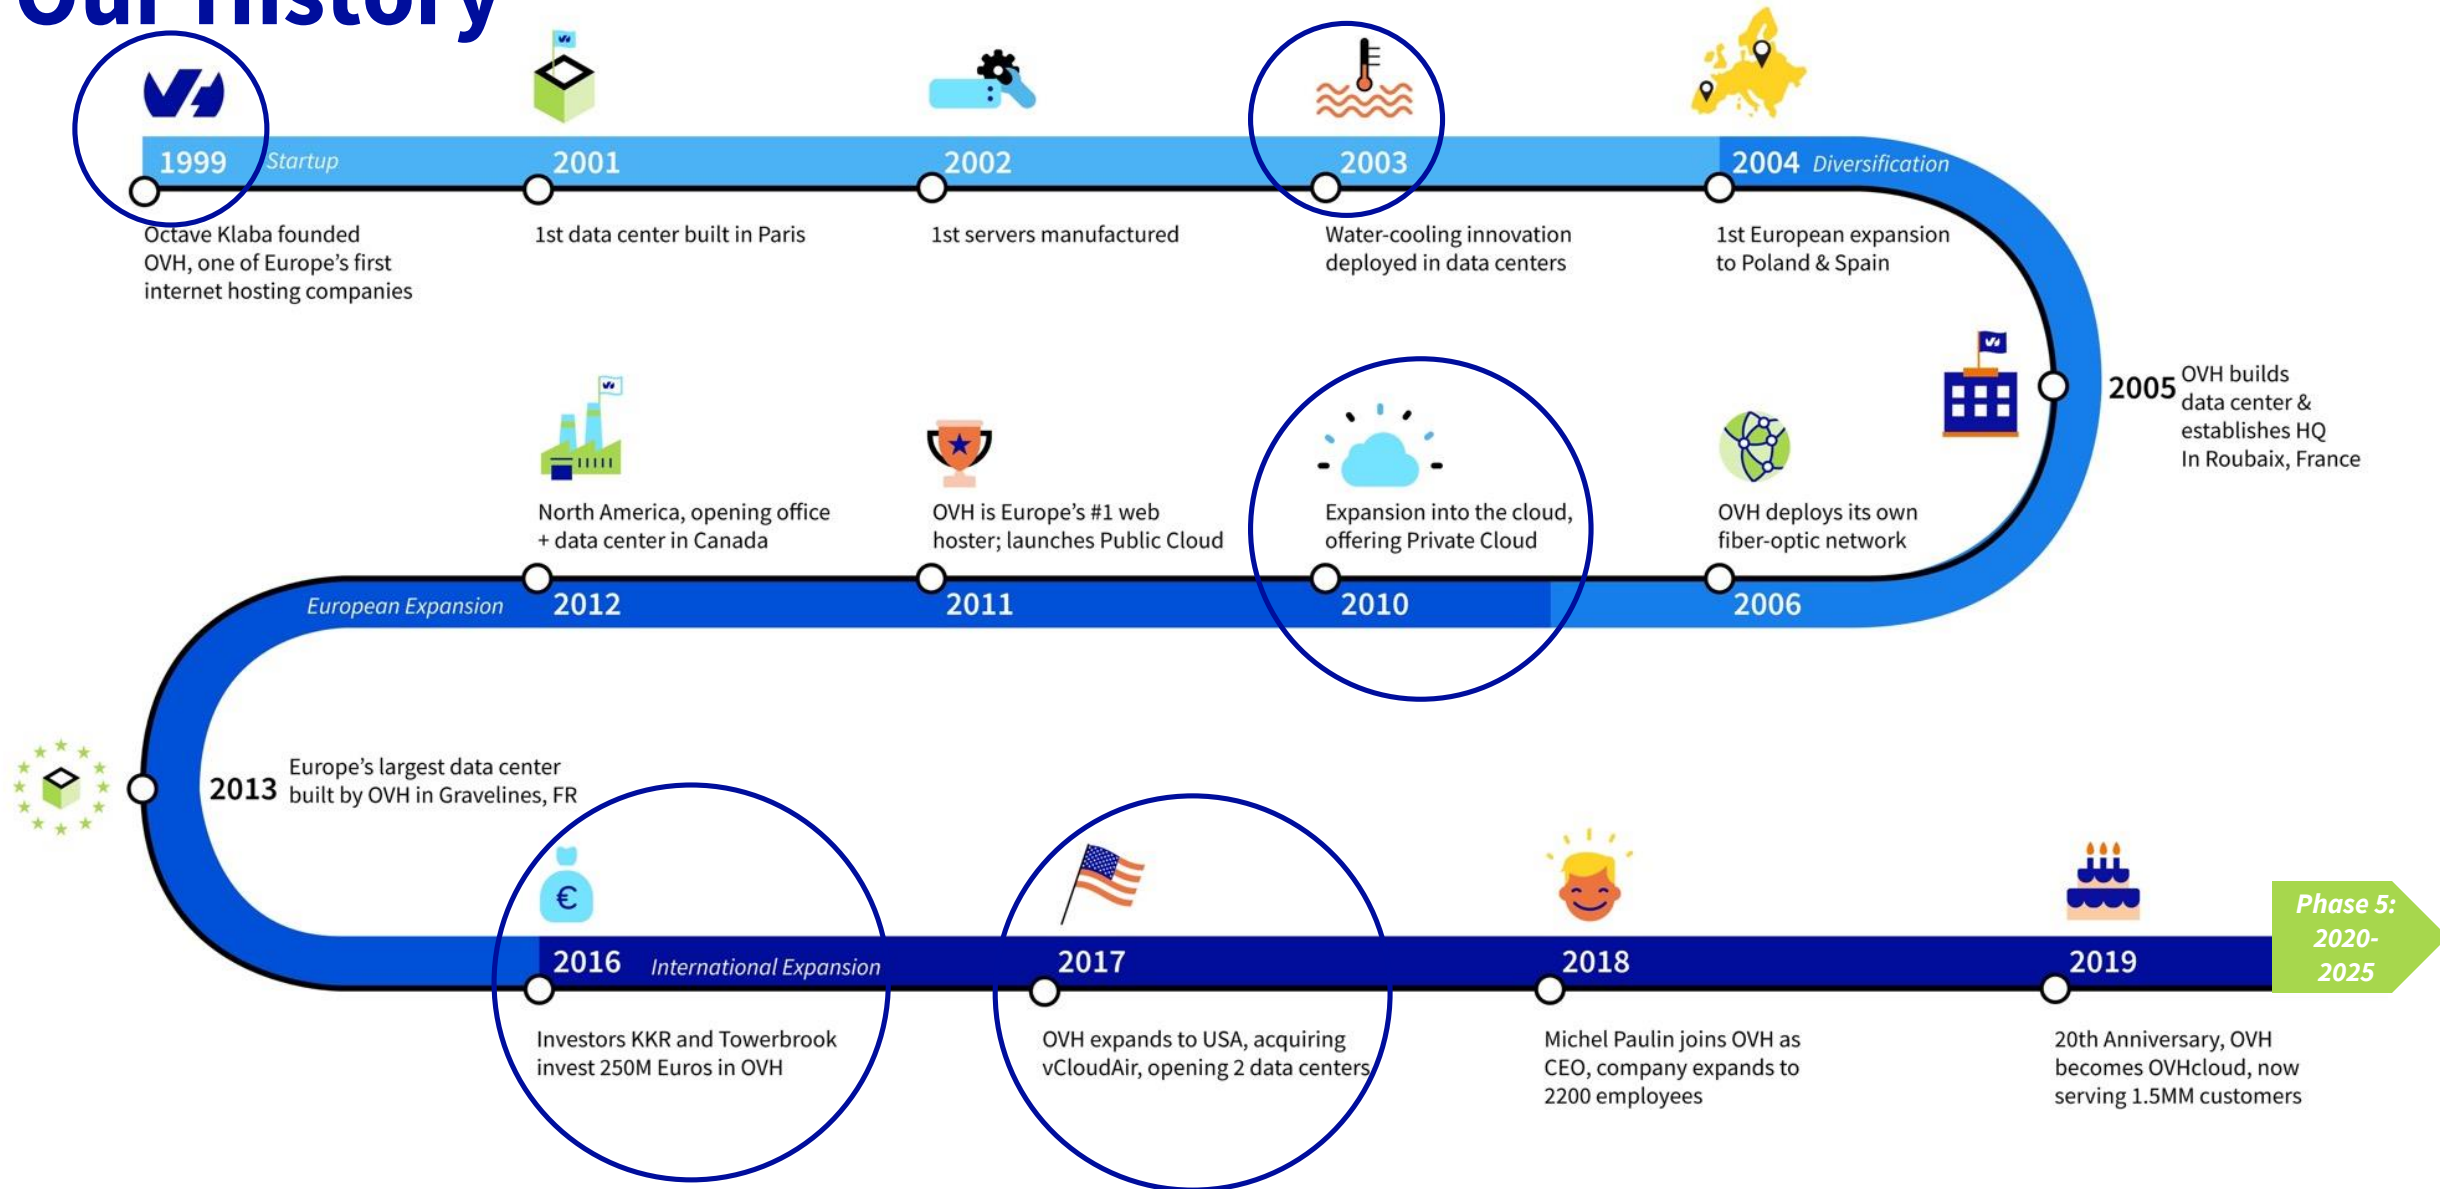 Our History
1999 Startup
2001
2002
2003
2004 Diversification
Octave Klaba founded
OVH, one of Europe's first
internet hosting companies
1st data center built in Paris
1st servers manufactured
Water-cooling innovation
deployed in data centers
1st European expansion
to Poland & Spain
2005
OVH builds
data center &
establishes HQ
In Roubaix, France
OVH deploys its own
fiber-optic network
2006
Expansion into the cloud,
offering Private Cloud
2010
OVH is Europe's #1 web
hoster; launches Public Cloud
2011
North America, opening office
+ data center in Canada
2012
European Expansion
2013
Europe's largest data center
built by OVH in Gravelines, FR
€
2016 International Expansion
Investors KKR and Towerbrook
invest 250M Euros in OVH
2017
OVH expands to USA, acquiring
vCloudAir, opening 2 data centers
2018
Michel Paulin joins OVH as
CEO, company expands to
2200 employees
2019
20th Anniversary, OVH
becomes OVHcloud, now
serving 1.5MM customers
Phase 5:
2020-
2025